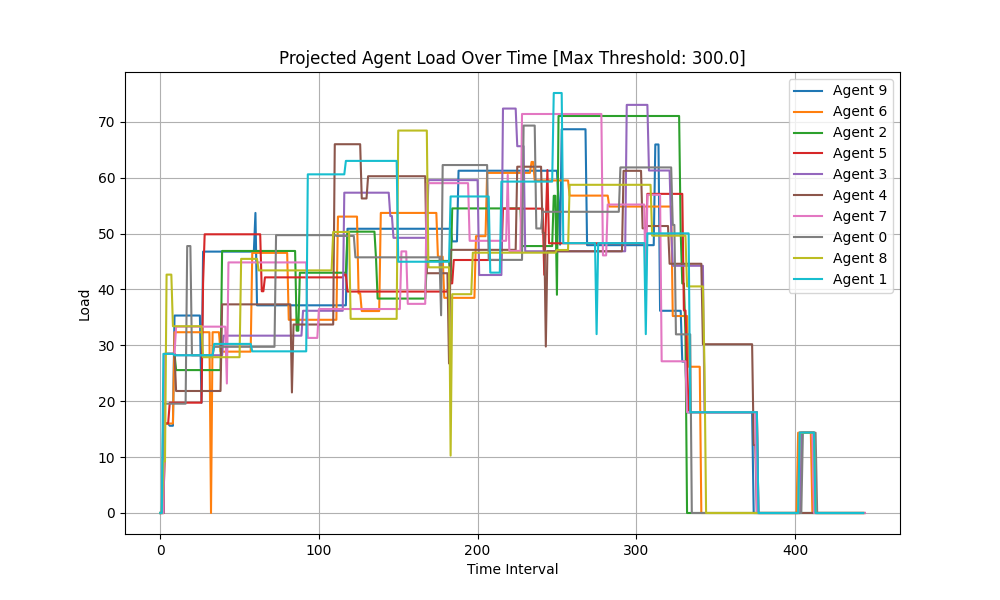 Projected Agent Load Over Time [Max Threshold: 300.0]
Load
70
60
50
40
30
20
10
0
Agent 9
Agent 6
Agent 2
Agent 5
Agent 3
Agent 4
Agent 7
Agent 0
Agent 8
Agent 1
0 100 200 300 400
Time Interval